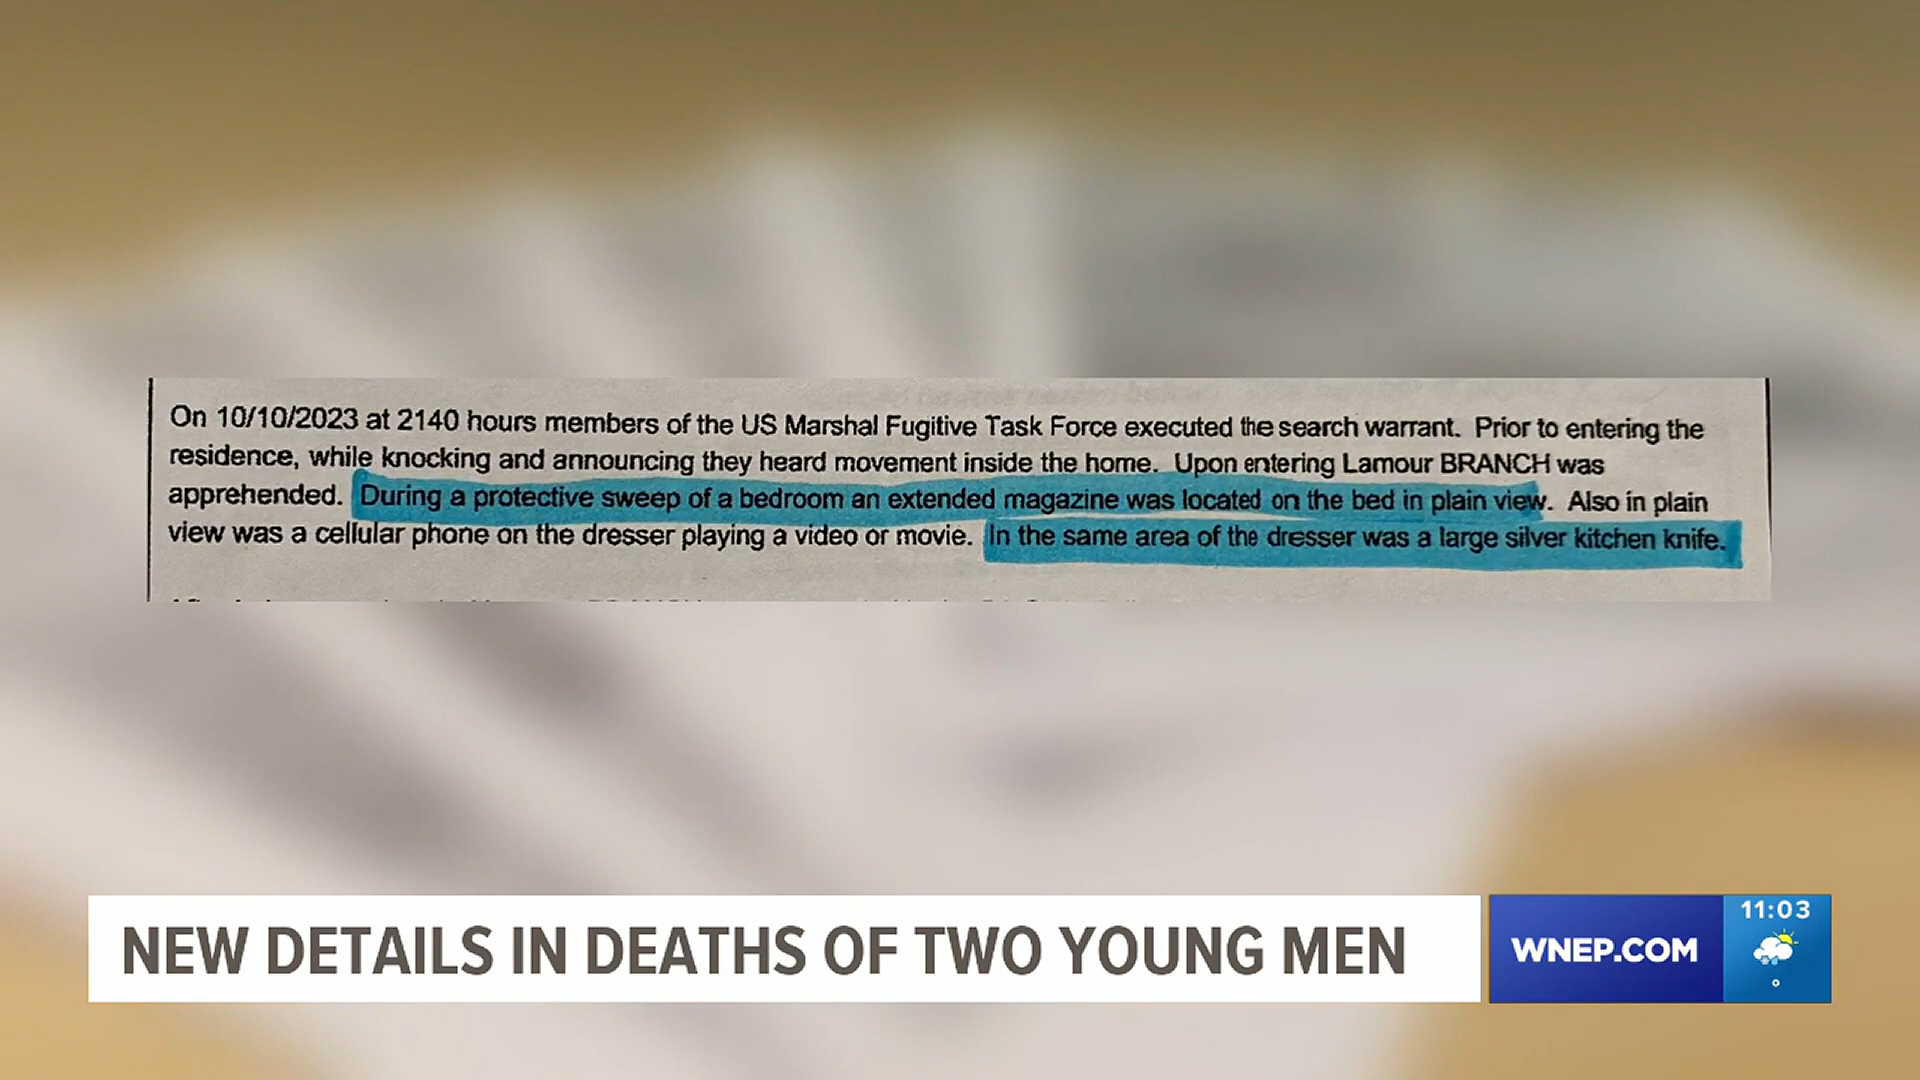 On 10/10/2023 at 2140 hours members of the US Marshal Fugitive Task Force executed the search warrant. Prior to entering the
residence, while knocking and announcing they heard movement inside the home. Upon entering Lamour BRANCH was
apprehended. During a protective sweep of a bedroom an extended magazine was located on the bed in plain view. Also in plain
view was a cellular phone on the dresser playing a video or movie. In the same area of the dresser was a large silver kitchen knife.
NEW DETAILS IN DEATHS OF TWO YOUNG MEN
WNEP.COM
11:03
°